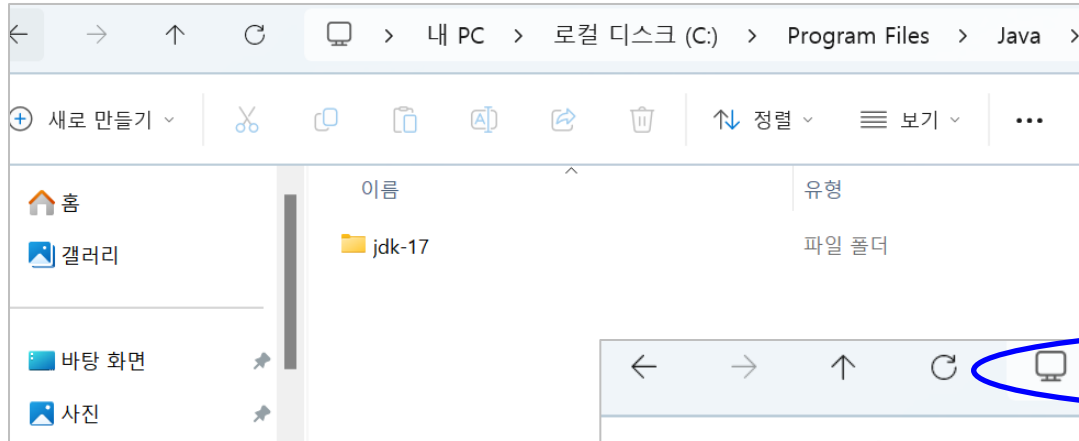 내 PC > 로컬 디스크 (C:) > Program Files > Java >
새로 만들기 정렬 보기 ...
이름 유형
홈
jdk-17 파일 폴더
갤러리
바탕 화면
사진